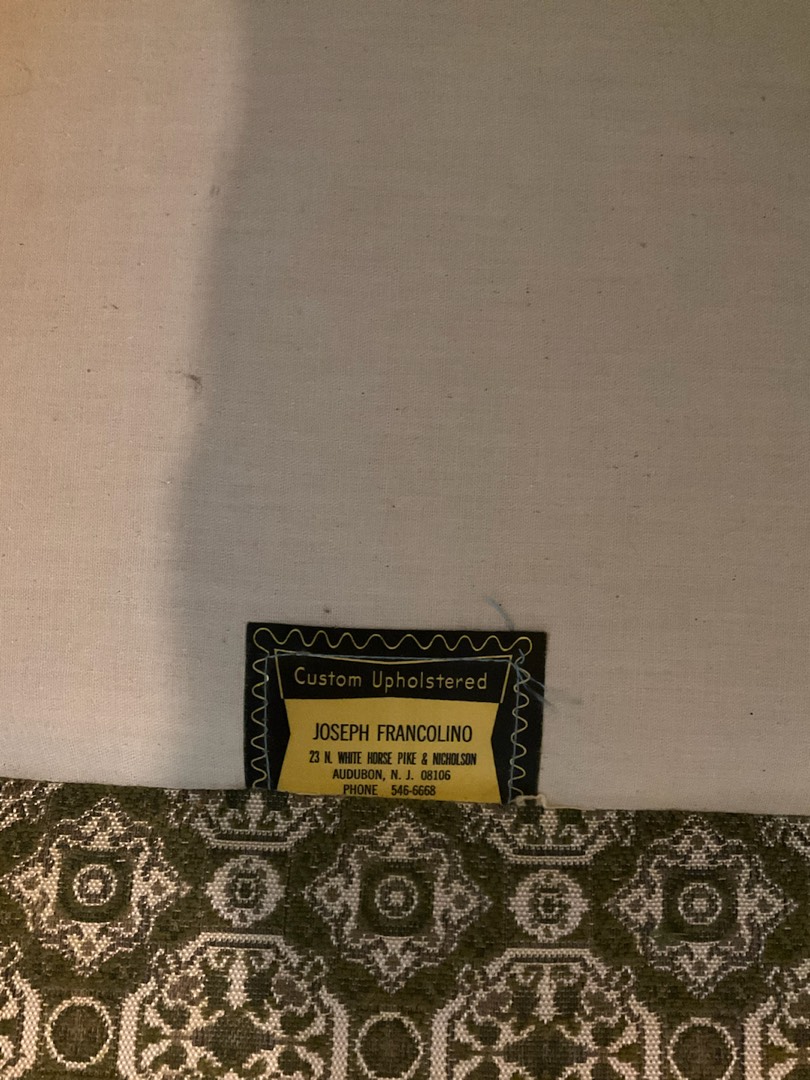 Custom Upholstered
JOSEPH FRANCOLINO
23 N. WHITE HORSE PIKE & NICHOLSON
AUDUBON, N. J. 08106
PHONE 546-6668